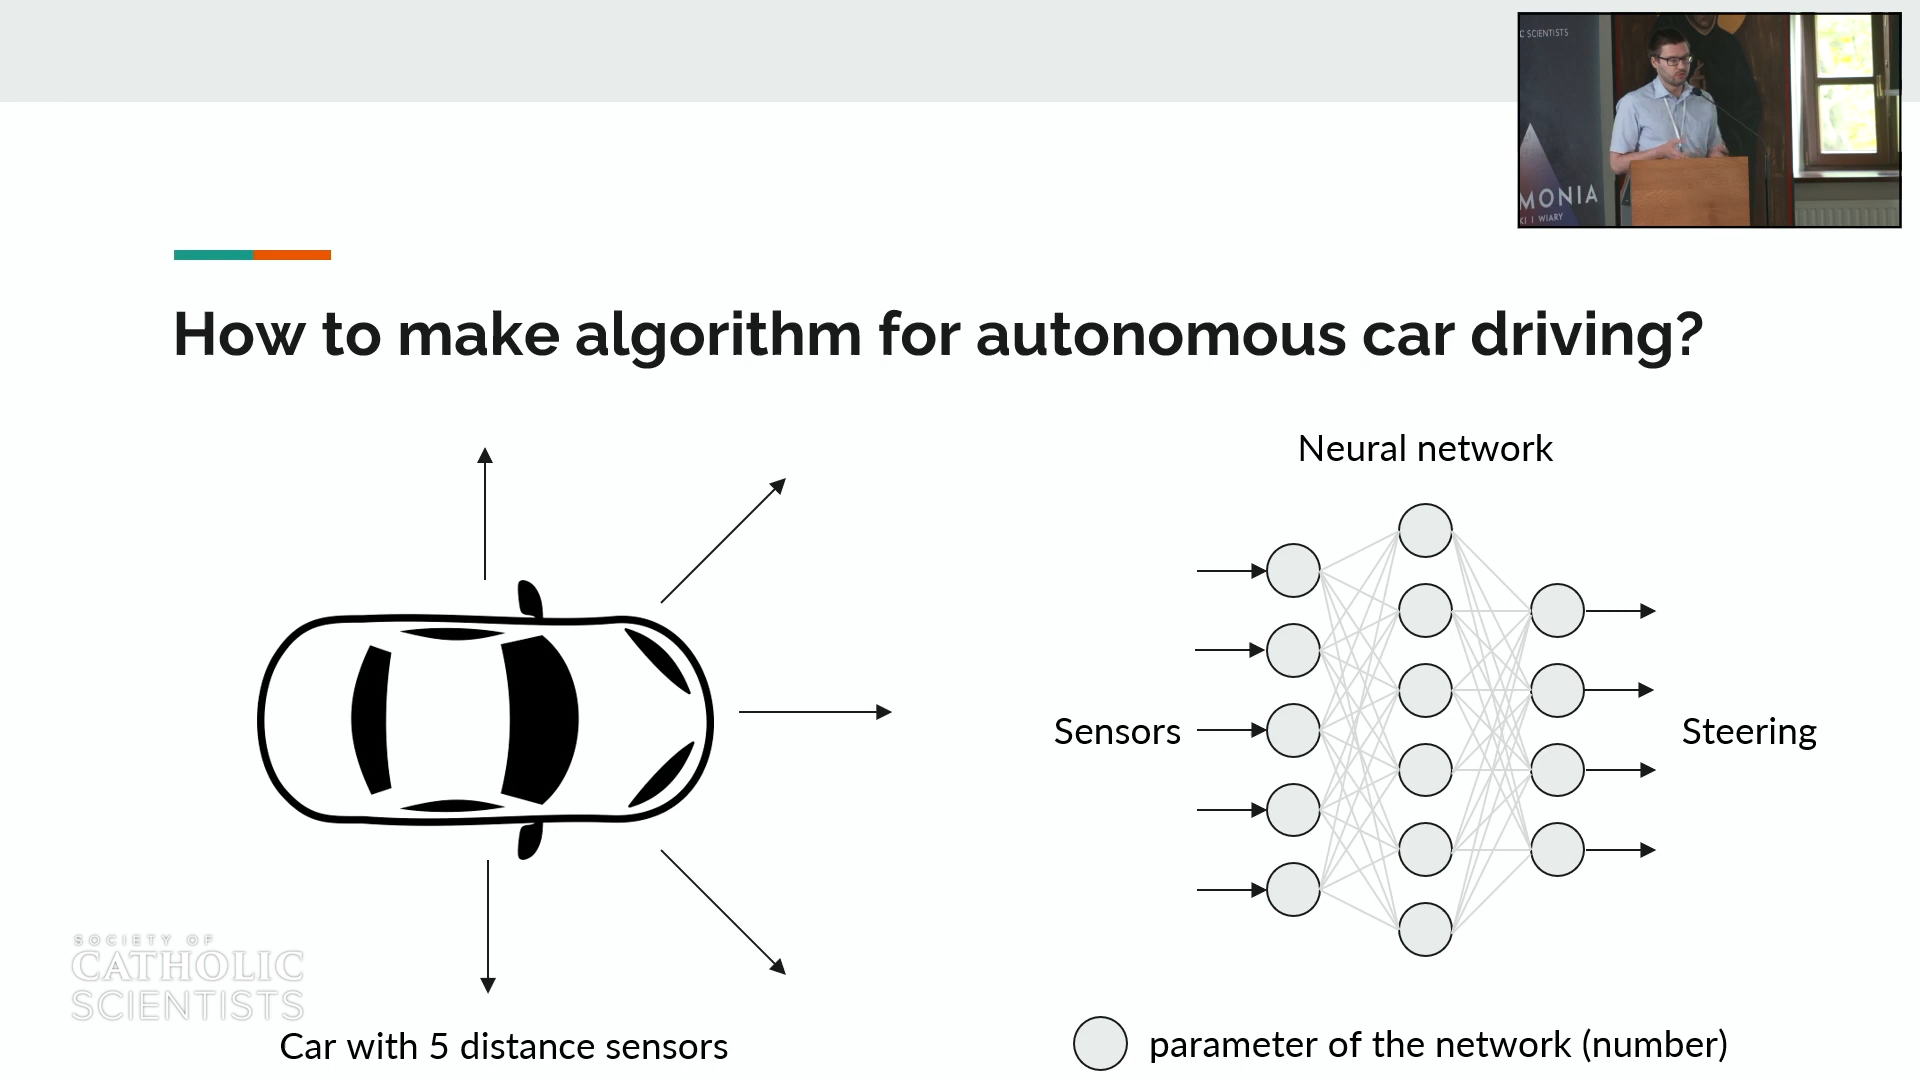 C SCIENTISTS
MONIA
KI I WIARY
How to make algorithm for autonomous car driving?
Neural network
Sensors
Steering
SOCIETY OF
CATHOLIC
SCIENTISTS
Car with 5 distance sensors
parameter of the network (number)